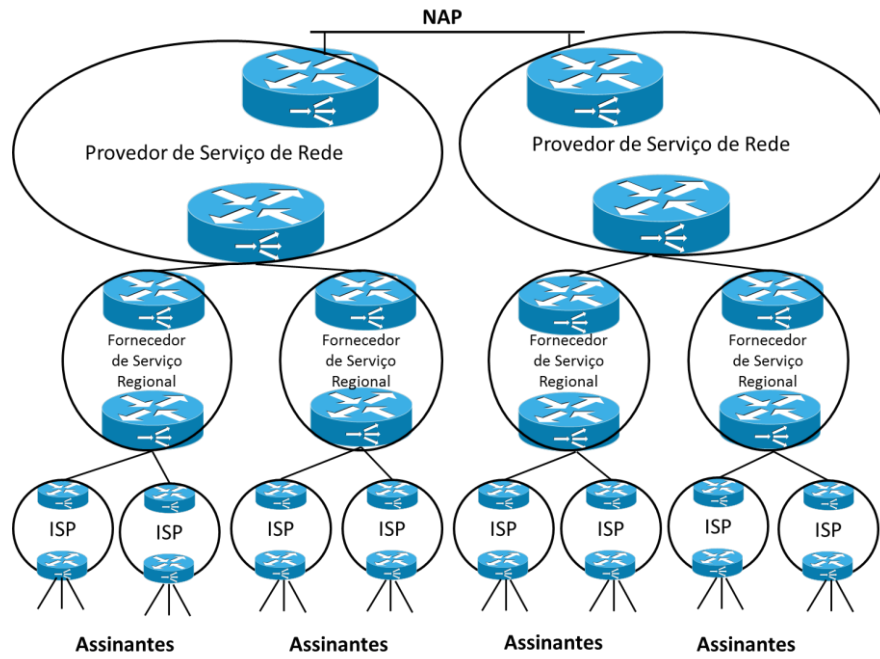 NAP
Provedor de Serviço de Rede
Provedor de Serviço de Rede
Fornecedor
de Serviço
Regional
Fornecedor
de Serviço
Regional
Fornecedor
de Serviço
Regional
Fornecedor
de Serviço
Regional
ISP
ISP
ISP
ISP
ISP
ISP
ISP
ISP
Assinantes
Assinantes
Assinantes
Assinantes